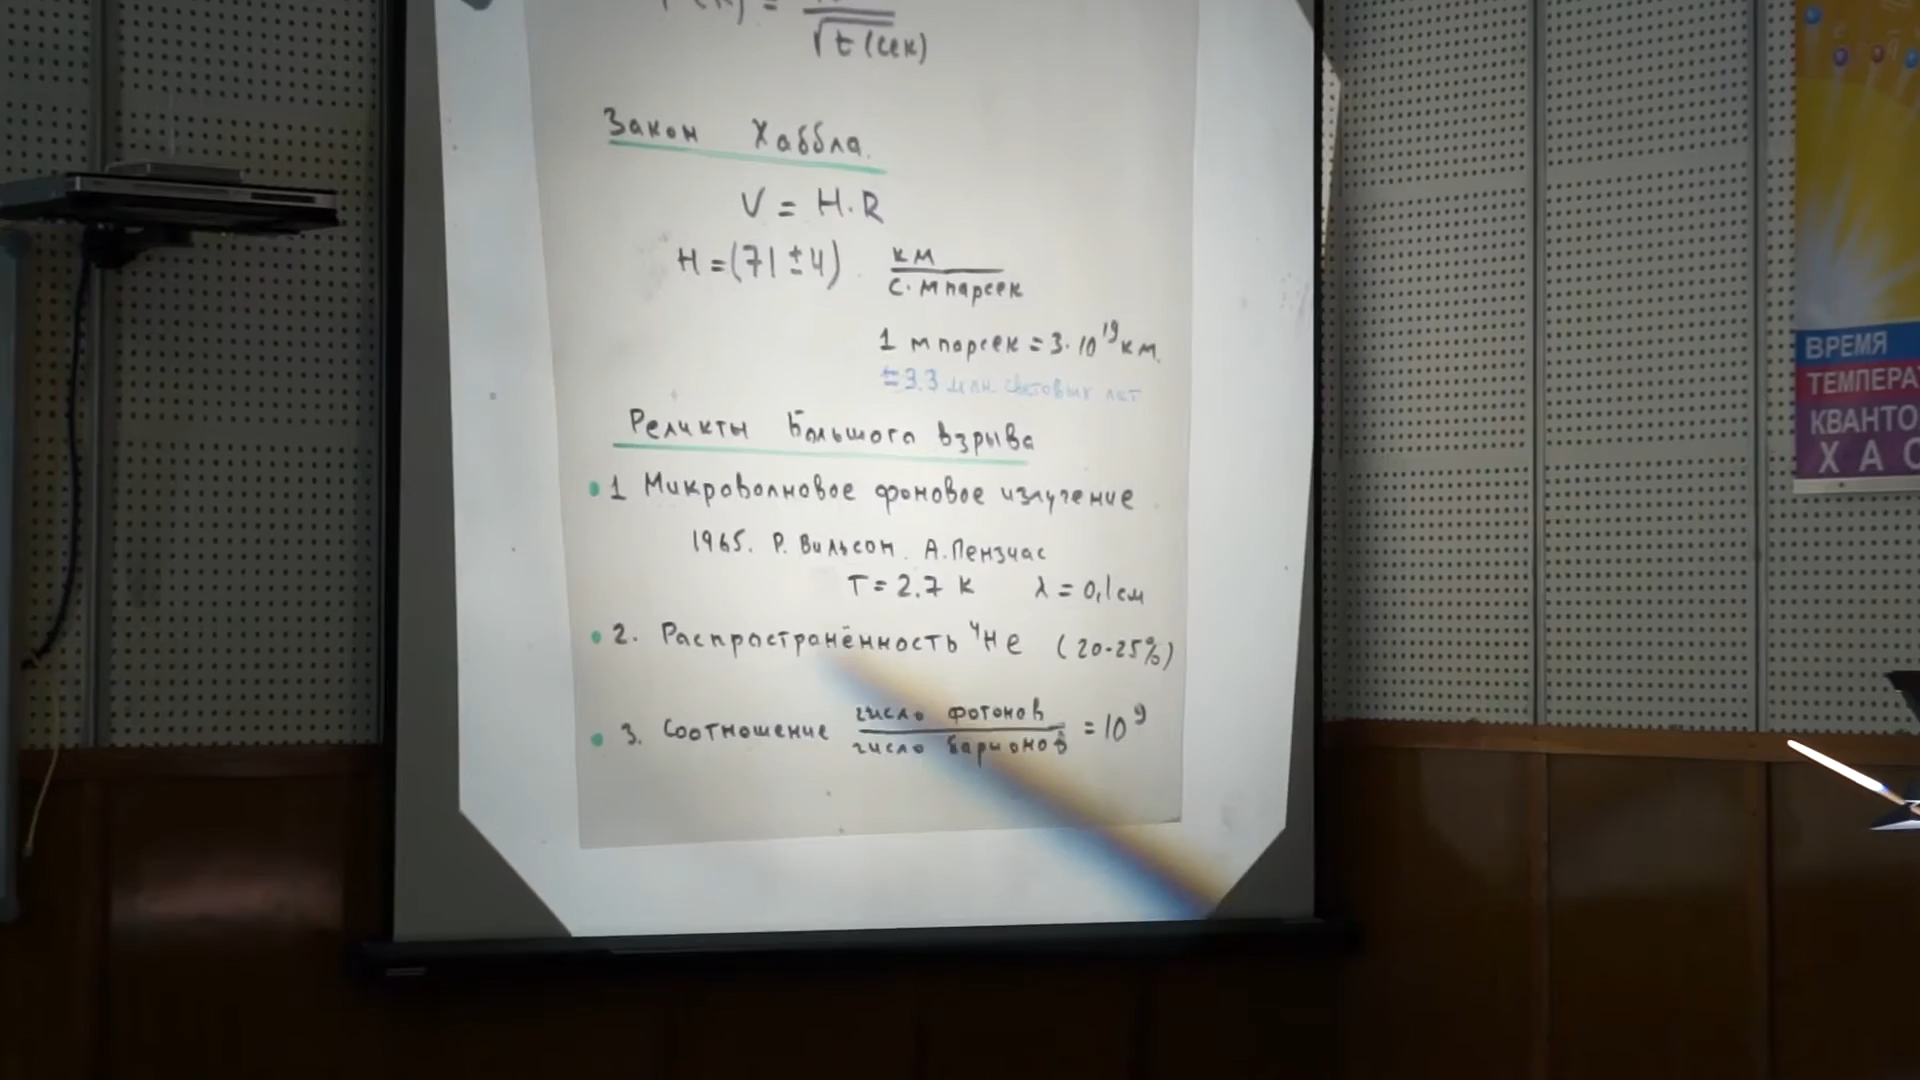 √t (сек)
Закон Хаббла.
V = H·R
H = (71 ± 4) км / с·мпарсек
1 мпарсек = 3·10¹⁹ км.
= 3.3 млн. световых лет
Реликты Большого взрыва
• 1 Микроволновое фоновое излучение
1965. Р. Вильсон. А. Пензиас
T = 2.7 K λ = 0,1 см
• 2. Распространённость ⁴He (20-25%)
• 3. Соотношение число фотонов / число барионов = 10⁹
ВРЕМЯ
ТЕМПЕРА
КВАНТО
ХАО